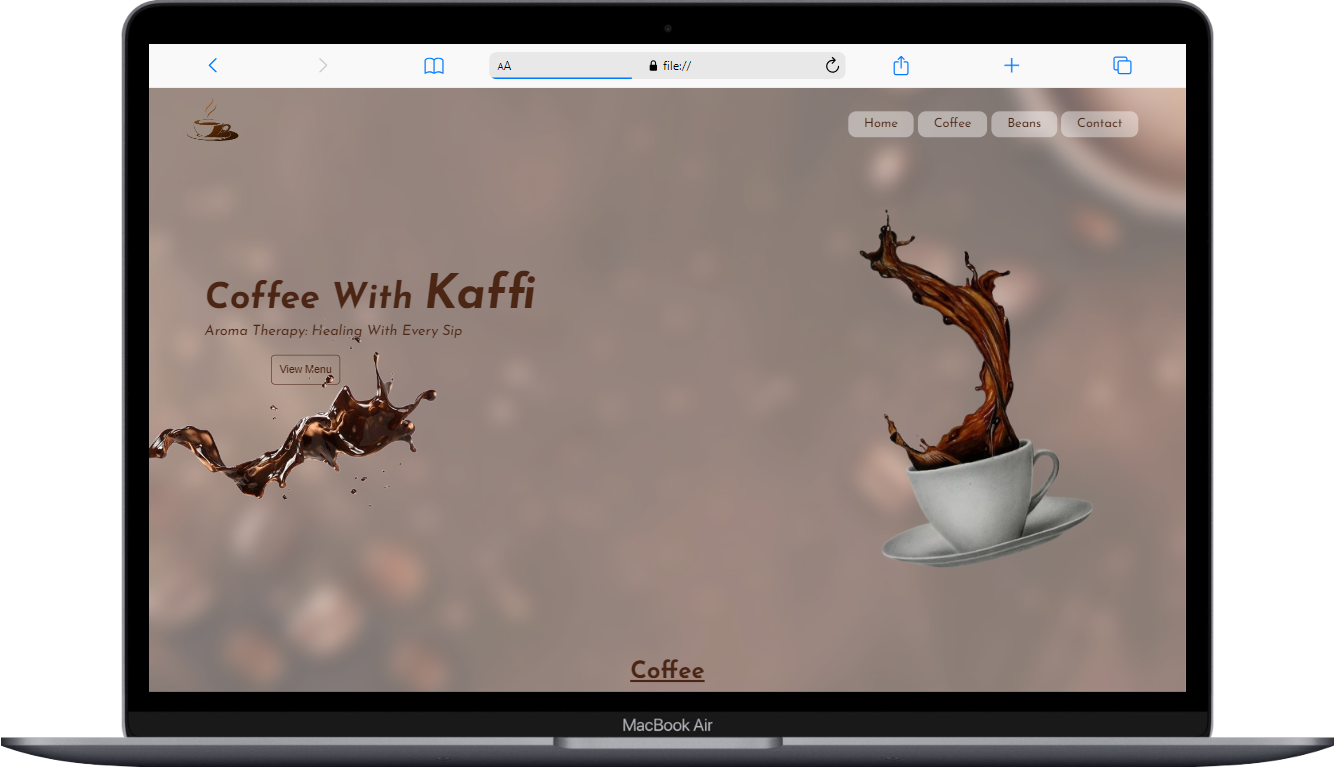 AA
file://
Home Coffee Beans Contact
Coffee With Kaffi
Aroma Therapy: Healing With Every Sip
View Menu
Coffee
MacBook Air